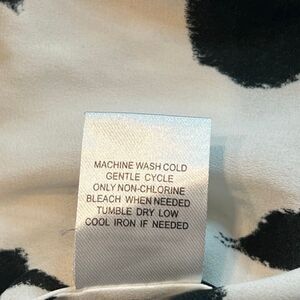 MACHINE WASH COLD
GENTLE CYCLE
ONLY NON-CHLORINE
BLEACH WHEN NEEDED
TUMBLE DRY LOW
COOL IRON IF NEEDED